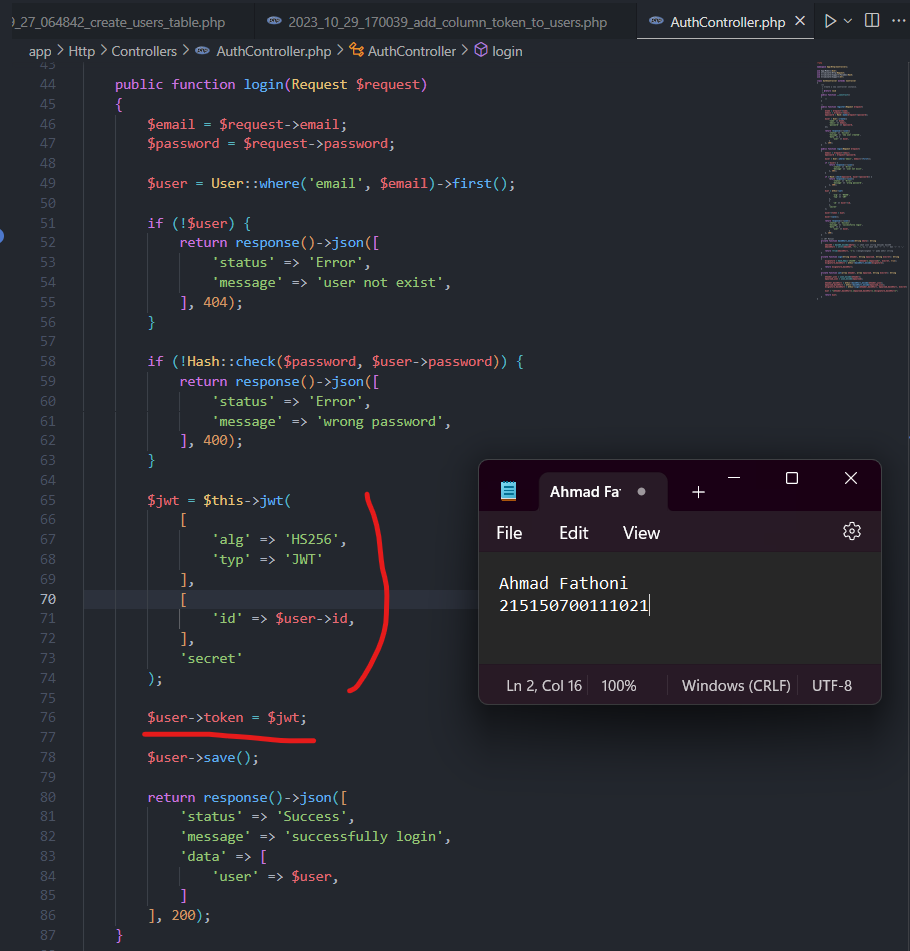 9_27_064842_create_users_table.php
2023_10_29_170039_add_column_token_to_users.php
AuthController.php
app > Http > Controllers > AuthController.php > AuthController > login
43
44 public function login(Request $request)
45 {
46 $email = $request->email;
47 $password = $request->password;
48
49 $user = User::where('email', $email)->first();
50
51 if (!$user) {
52 return response()->json([
53 'status' => 'Error',
54 'message' => 'user not exist',
55 ], 404);
56 }
57
58 if (!Hash::check($password, $user->password)) {
59 return response()->json([
60 'status' => 'Error',
61 'message' => 'wrong password',
62 ], 400);
63 }
64
65 $jwt = $this->jwt(
66 [
67 'alg' => 'HS256',
68 'typ' => 'JWT'
69 ],
70 [
71 'id' => $user->id,
72 ],
73 'secret'
74 );
75
76 $user->token = $jwt;
77
78 $user->save();
79
80 return response()->json([
81 'status' => 'Success',
82 'message' => 'successfully login',
83 'data' => [
84 'user' => $user,
85 ]
86 ], 200);
87 }
Ahmad Fa
File Edit View
Ahmad Fathoni
215150700111021
Ln 2, Col 16 100% Windows (CRLF) UTF-8